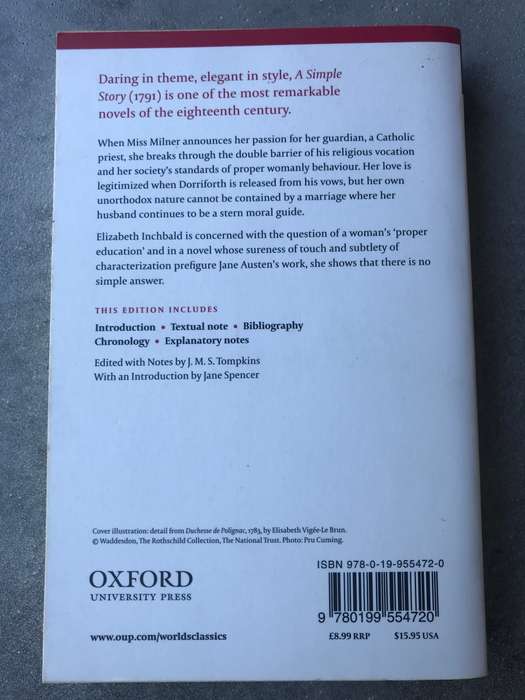 Daring in theme, elegant in style, A Simple
Story (1791) is one of the most remarkable
novels of the eighteenth century.
When Miss Milner announces her passion for her guardian, a Catholic
priest, she breaks through the double barrier of his religious vocation
and her society's standards of proper womanly behaviour. Her love is
legitimized when Dorriforth is released from his vows, but her own
unorthodox nature cannot be contained by a marriage where her
husband continues to be a stern moral guide.
Elizabeth Inchbald is concerned with the question of a woman's 'proper
education' and in a novel whose sureness of touch and subtlety of
characterization prefigure Jane Austen's work, she shows that there is no
simple answer.
THIS EDITION INCLUDES
Introduction • Textual note • Bibliography
Chronology • Explanatory notes
Edited with Notes by J. M. S. Tompkins
With an Introduction by Jane Spencer
Cover illustration: detail from Duchesse de Polignac, 1783, by Elisabeth Vigée-Le Brun.
© Waddesdon, The Rothschild Collection, The National Trust. Photo: Pru Cuming.
OXFORD
UNIVERSITY PRESS
www.oup.com/worldsclassics
ISBN 978-0-19-955472-0
9 780199 554720
£8.99 RRP $15.95 USA